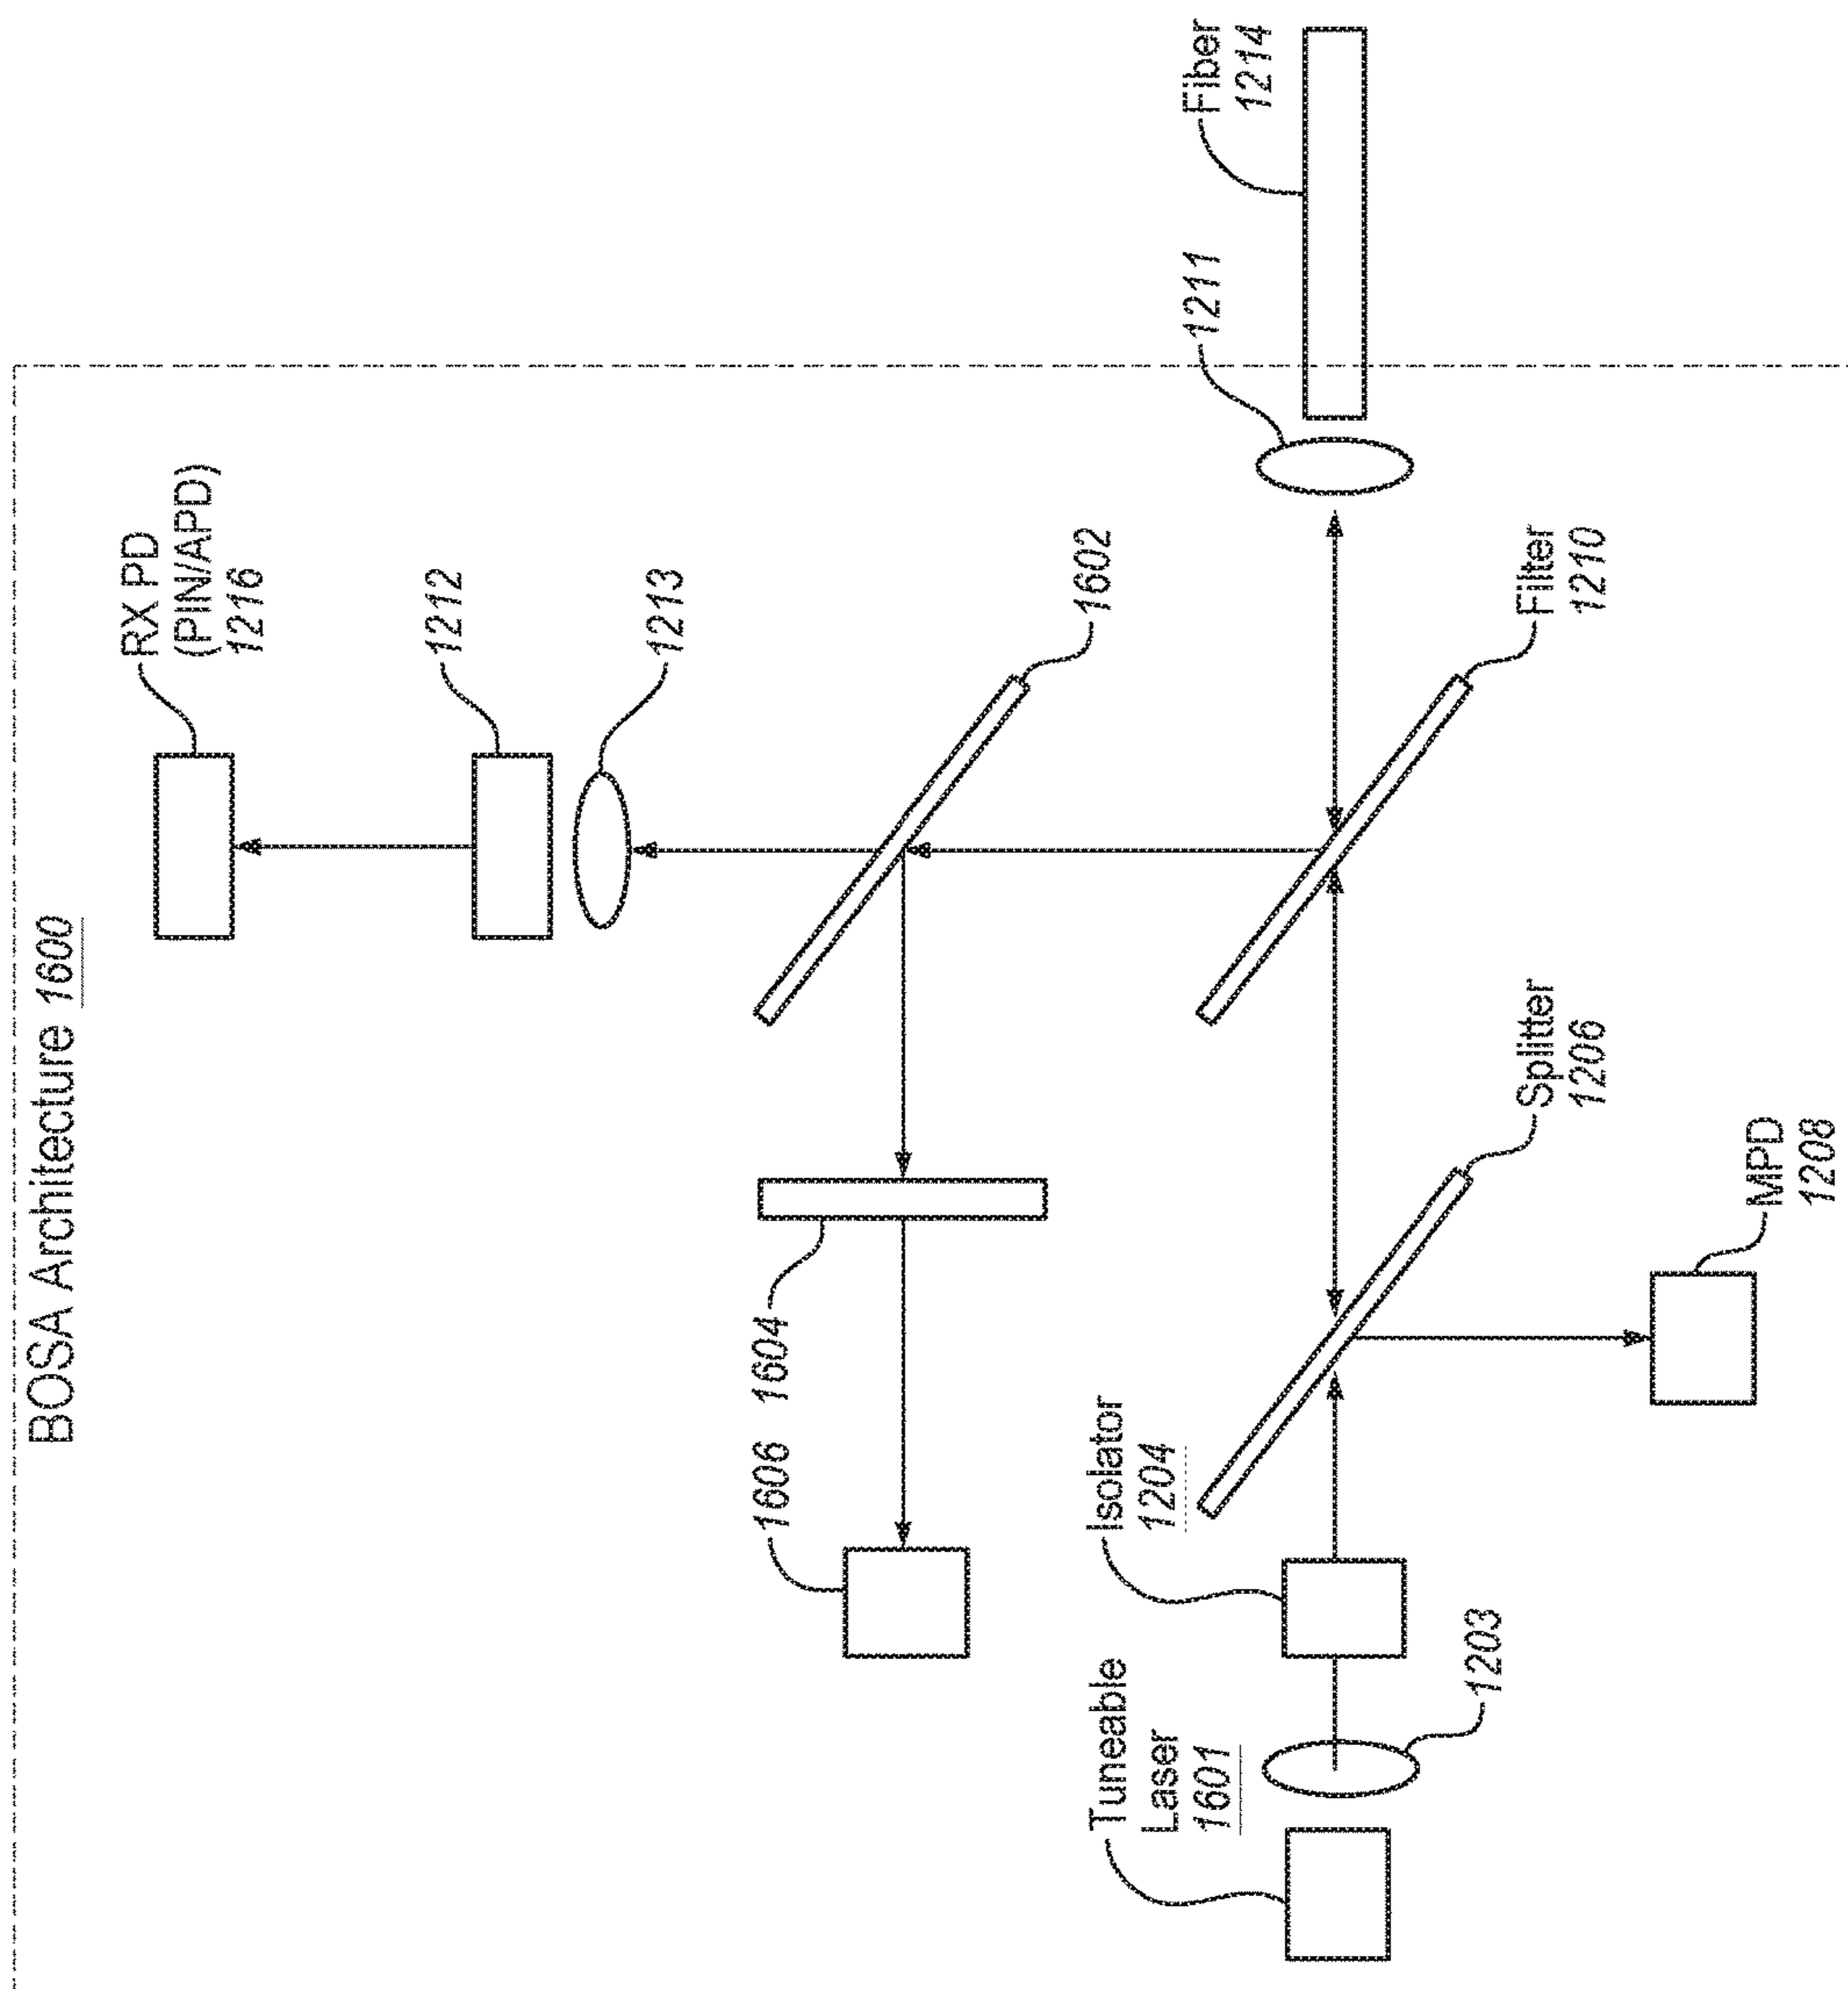 BOSA Architecture 1600
RX PD
(PIN/APD)
1216
1212
1213
1602
1606
1604
Fiber
1214
1211
Filter
1210
Splitter
1206
MPD
1208
Isolator
1204
Tuneable
Laser
1601
1203